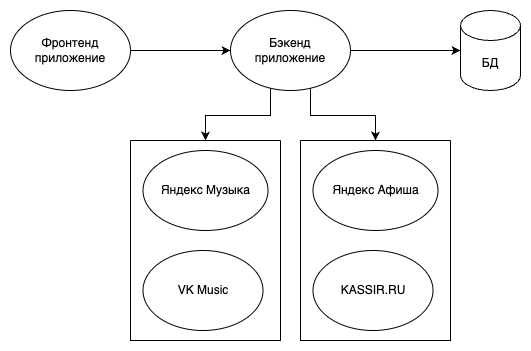 Фронтенд
приложение
Бэкенд
приложение
БД
Яндекс Музыка
Яндекс Афиша
VK Music
KASSIR.RU